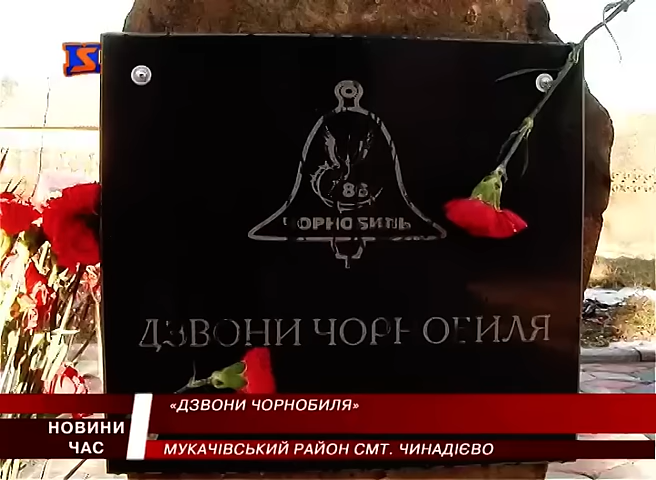 86
ЧОРНОБИЛЬ
ДЗВОНИ ЧОРНОБИЛЯ
«ДЗВОНИ ЧОРНОБИЛЯ»
НОВИНИ
ЧАС
МУКАЧІВСЬКИЙ РАЙОН СМТ. ЧИНАДІЄВО